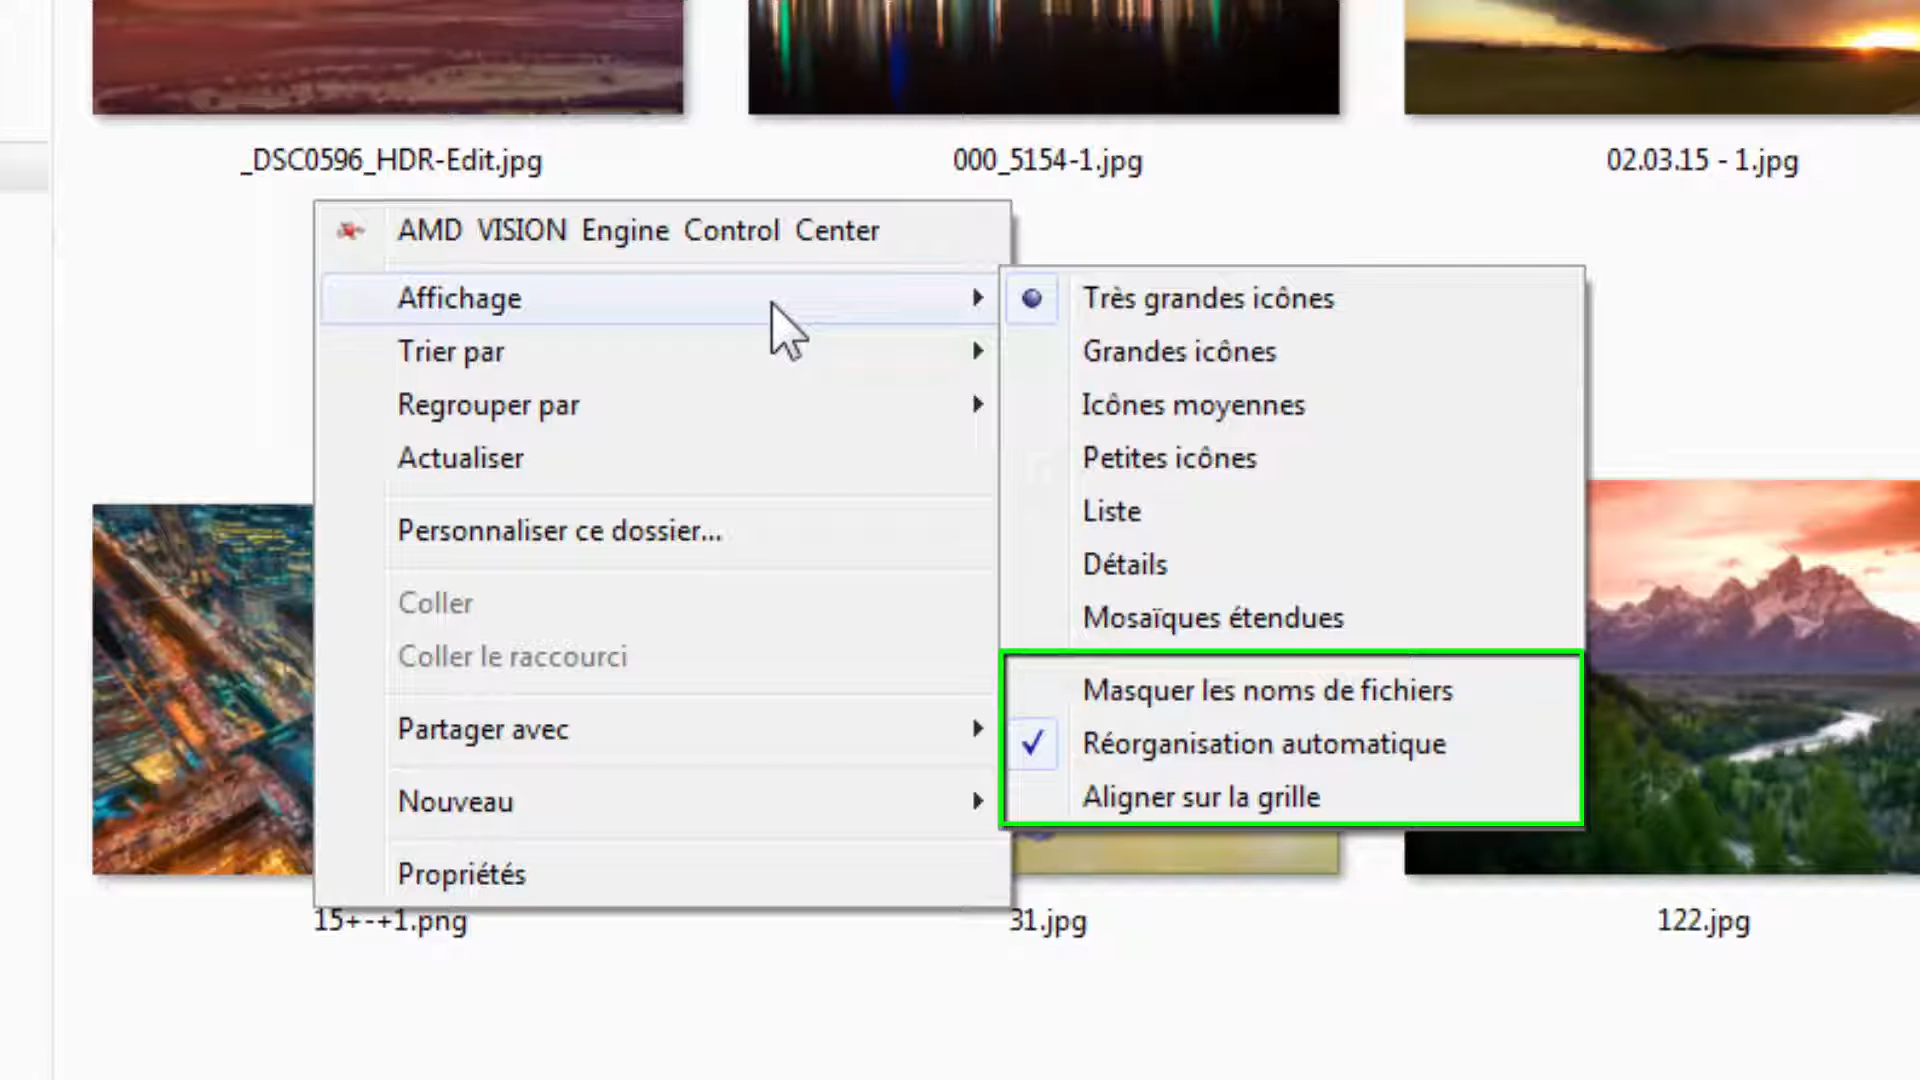 _DSC0596_HDR-Edit.jpg
000_5154-1.jpg
02.03.15 - 1.jpg
AMD VISION Engine Control Center
Affichage
Trier par
Regrouper par
Actualiser
Personnaliser ce dossier...
Coller
Coller le raccourci
Partager avec
Nouveau
Propriétés
Très grandes icônes
Grandes icônes
Icônes moyennes
Petites icônes
Liste
Détails
Mosaïques étendues
Masquer les noms de fichiers
Réorganisation automatique
Aligner sur la grille
15+-+1.png
31.jpg
122.jpg